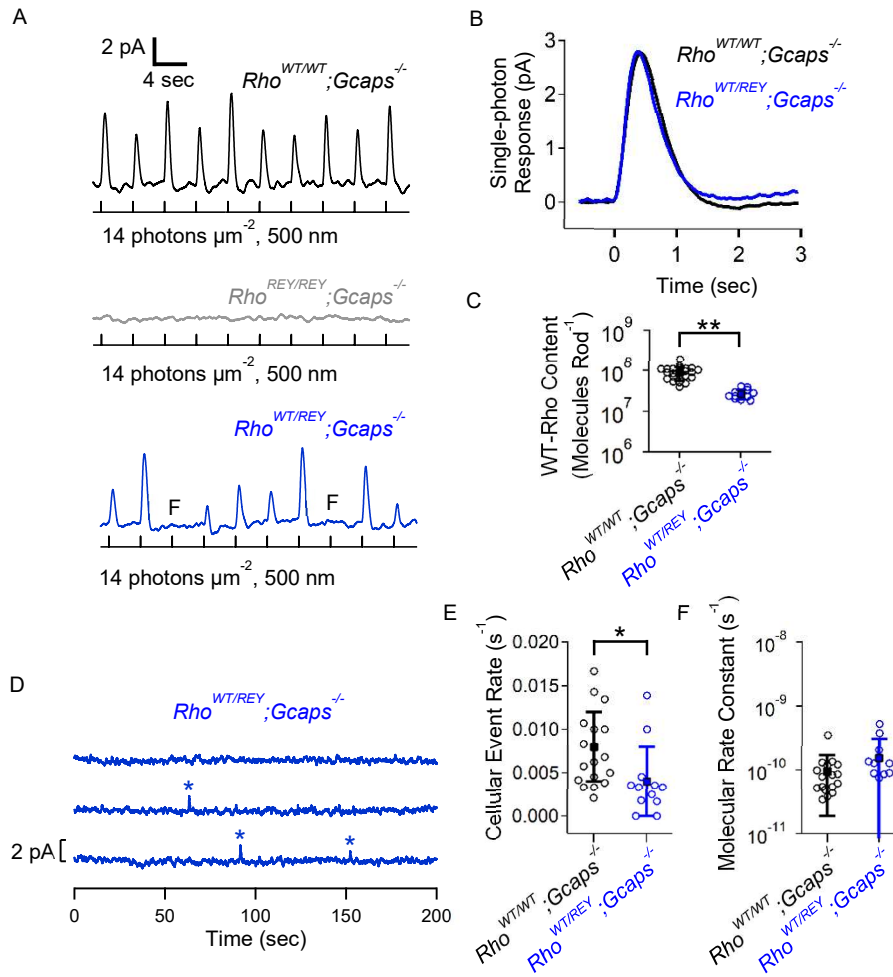 A
2 pA
4 sec
Rho^WT/WT;Gcaps^-/-
14 photons µm^-2, 500 nm
Rho^REY/REY;Gcaps^-/-
14 photons µm^-2, 500 nm
Rho^WT/REY;Gcaps^-/-
F
F
14 photons µm^-2, 500 nm
B
Single-photon
Response (pA)
3
2
1
0
Rho^WT/WT;Gcaps^-/-
Rho^WT/REY;Gcaps^-/-
0 1 2 3
Time (sec)
C
WT-Rho Content
(Molecules Rod^-1)
10^9
10^8
10^7
10^6
**
Rho^WT/WT;Gcaps^-/-
Rho^WT/REY;Gcaps^-/-
D
Rho^WT/REY;Gcaps^-/-
*
*
*
2 pA
0 50 100 150 200
Time (sec)
E
Cellular Event Rate (s^-1)
0.020
0.015
0.010
0.005
0.000
*
Rho^WT/WT;Gcaps^-/-
Rho^WT/REY;Gcaps^-/-
F
Molecular Rate Constant (s^-1)
10^-8
10^-9
10^-10
10^-11
Rho^WT/WT;Gcaps^-/-
Rho^WT/REY;Gcaps^-/-